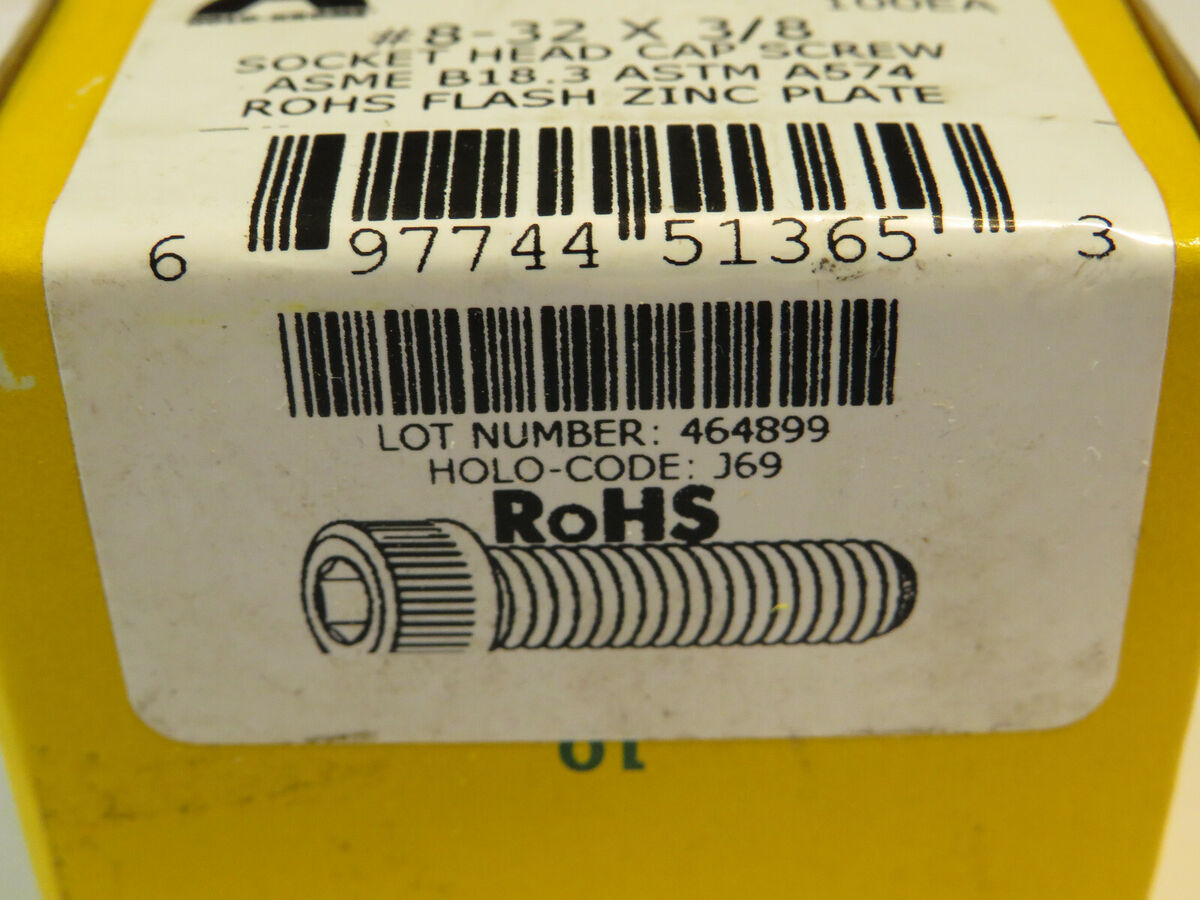 100EA
#8-32 X 3/8
SOCKET HEAD CAP SCREW
ASME B18.3 ASTM A574
ROHS FLASH ZINC PLATE
6 97744 51365 3
LOT NUMBER: 464899
HOLO-CODE: J69
RoHS